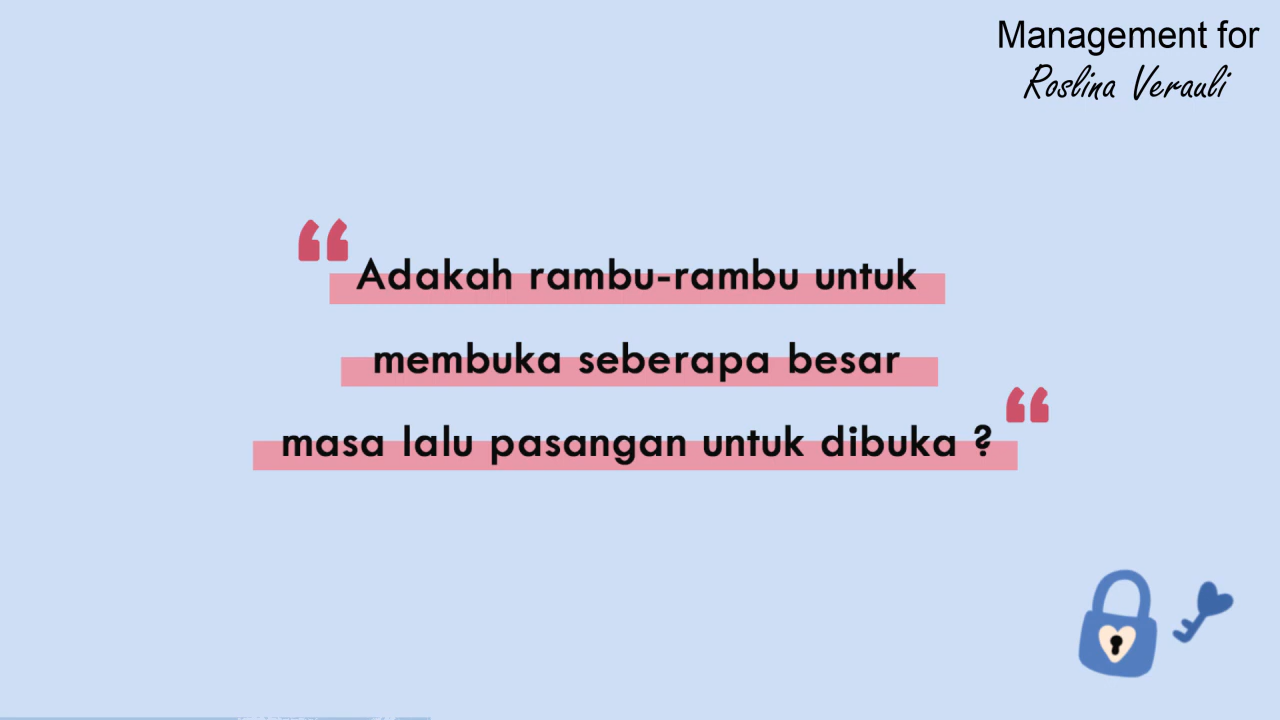 Management for
Roslina Verauli
“Adakah rambu-rambu untuk
membuka seberapa besar
masa lalu pasangan untuk dibuka ?“